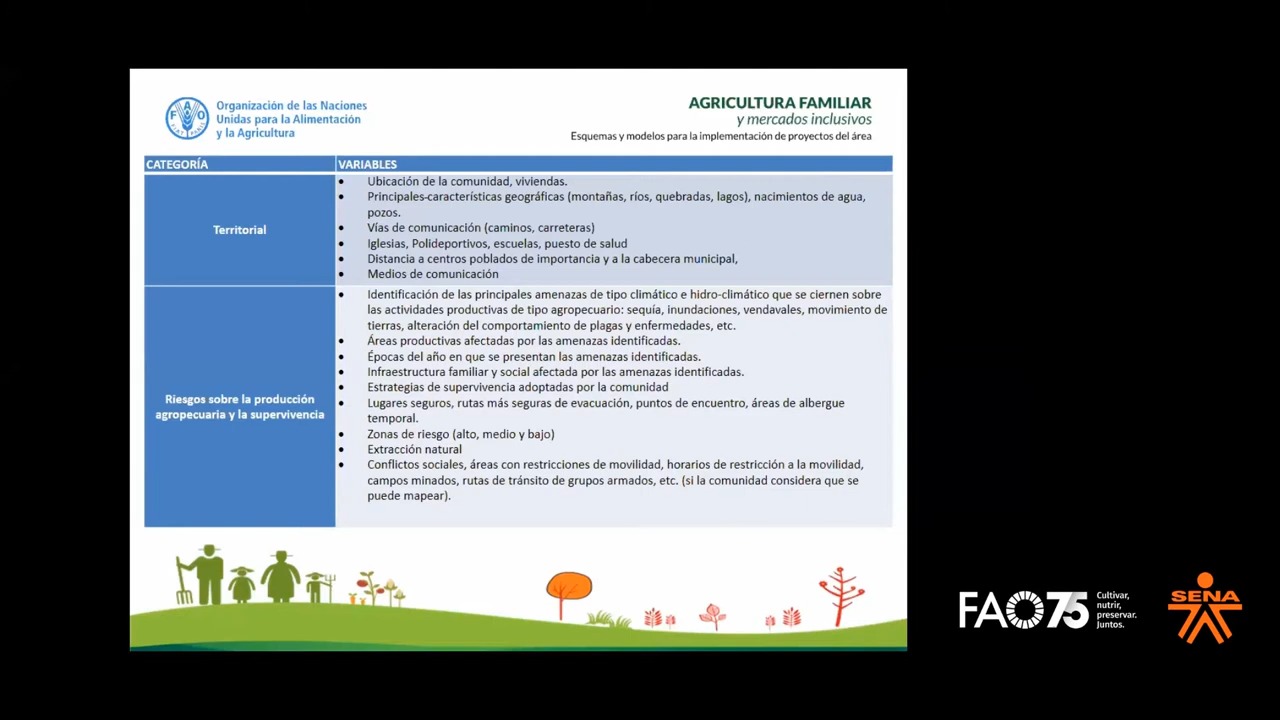 Organización de las Naciones
Unidas para la Alimentación
y la Agricultura
AGRICULTURA FAMILIAR
y mercados inclusivos
Esquemas y modelos para la implementación de proyectos del área
CATEGORÍA
VARIABLES
Territorial
• Ubicación de la comunidad, viviendas.
• Principales-características geográficas (montañas, ríos, quebradas, lagos), nacimientos de agua,
pozos.
• Vías de comunicación (caminos, carreteras)
• Iglesias, Polideportivos, escuelas, puesto de salud
• Distancia a centros poblados de importancia y a la cabecera municipal,
• Medios de comunicación
Riesgos sobre la producción
agropecuaria y la supervivencia
• Identificación de las principales amenazas de tipo climático e hidro-climático que se ciernen sobre
las actividades productivas de tipo agropecuario: sequía, inundaciones, vendavales, movimiento de
tierras, alteración del comportamiento de plagas y enfermedades, etc.
• Áreas productivas afectadas por las amenazas identificadas.
• Épocas del año en que se presentan las amenazas identificadas.
• Infraestructura familiar y social afectada por las amenazas identificadas.
• Estrategias de supervivencia adoptadas por la comunidad
• Lugares seguros, rutas más seguras de evacuación, puntos de encuentro, áreas de albergue
temporal.
• Zonas de riesgo (alto, medio y bajo)
• Extracción natural
• Conflictos sociales, áreas con restricciones de movilidad, horarios de restricción a la movilidad,
campos minados, rutas de tránsito de grupos armados, etc. (si la comunidad considera que se
puede mapear).
FAO75
Cultivar,
nutrir,
preservar.
Juntos.
SENA